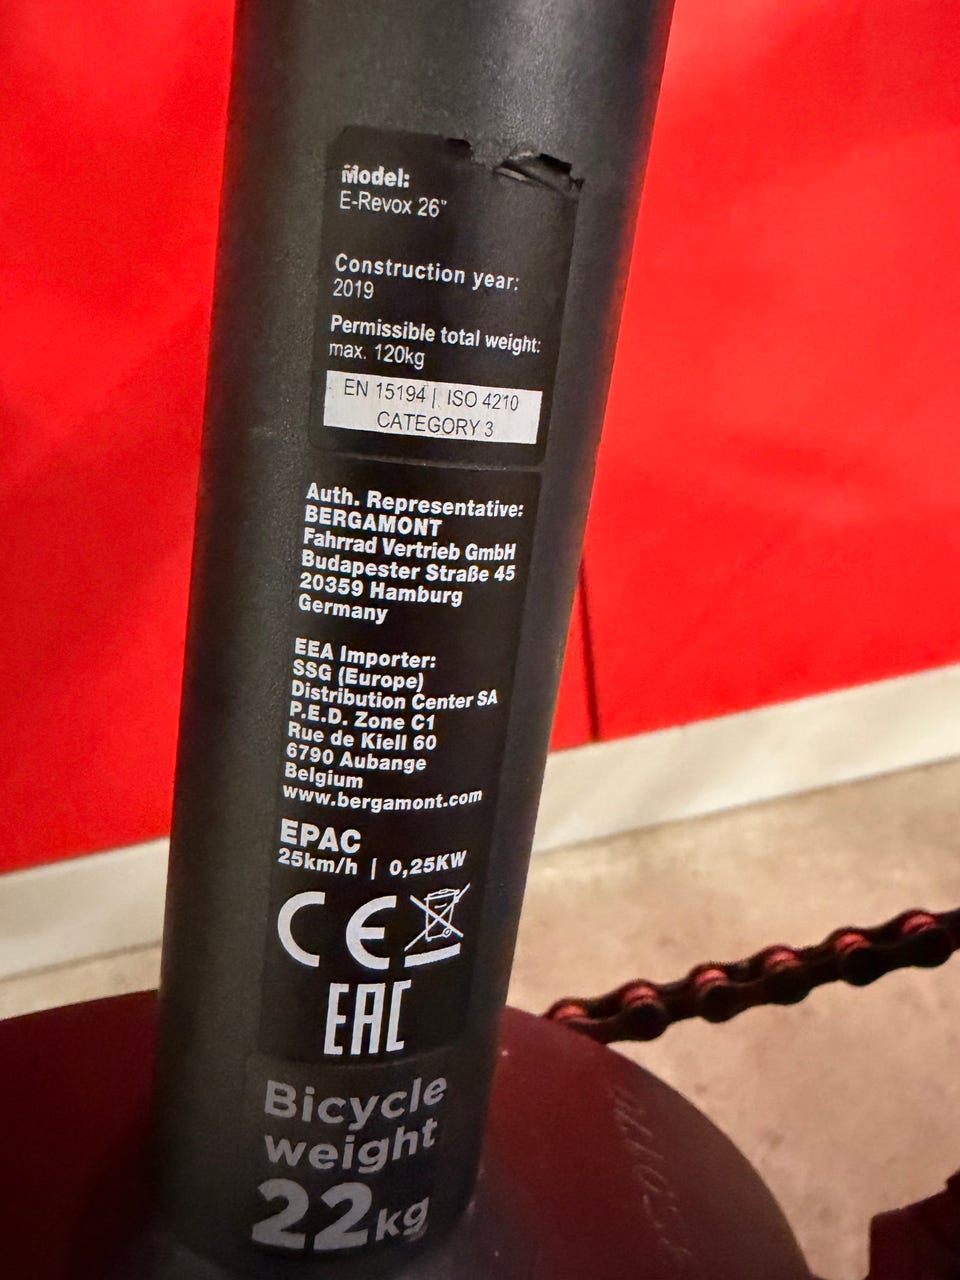 Model:
E-Revox 26"
Construction year:
2019
Permissible total weight:
max. 120kg
EN 15194 | ISO 4210
CATEGORY 3
Auth. Representative:
BERGAMONT
Fahrrad Vertrieb GmbH
Budapester Straße 45
20359 Hamburg
Germany
EEA Importer:
SSG (Europe)
Distribution Center SA
P.E.D. Zone C1
Rue de Kiell 60
6790 Aubange
Belgium
www.bergamont.com
EPAC
25km/h | 0,25KW
CE
EAC
Bicycle
weight
22kg